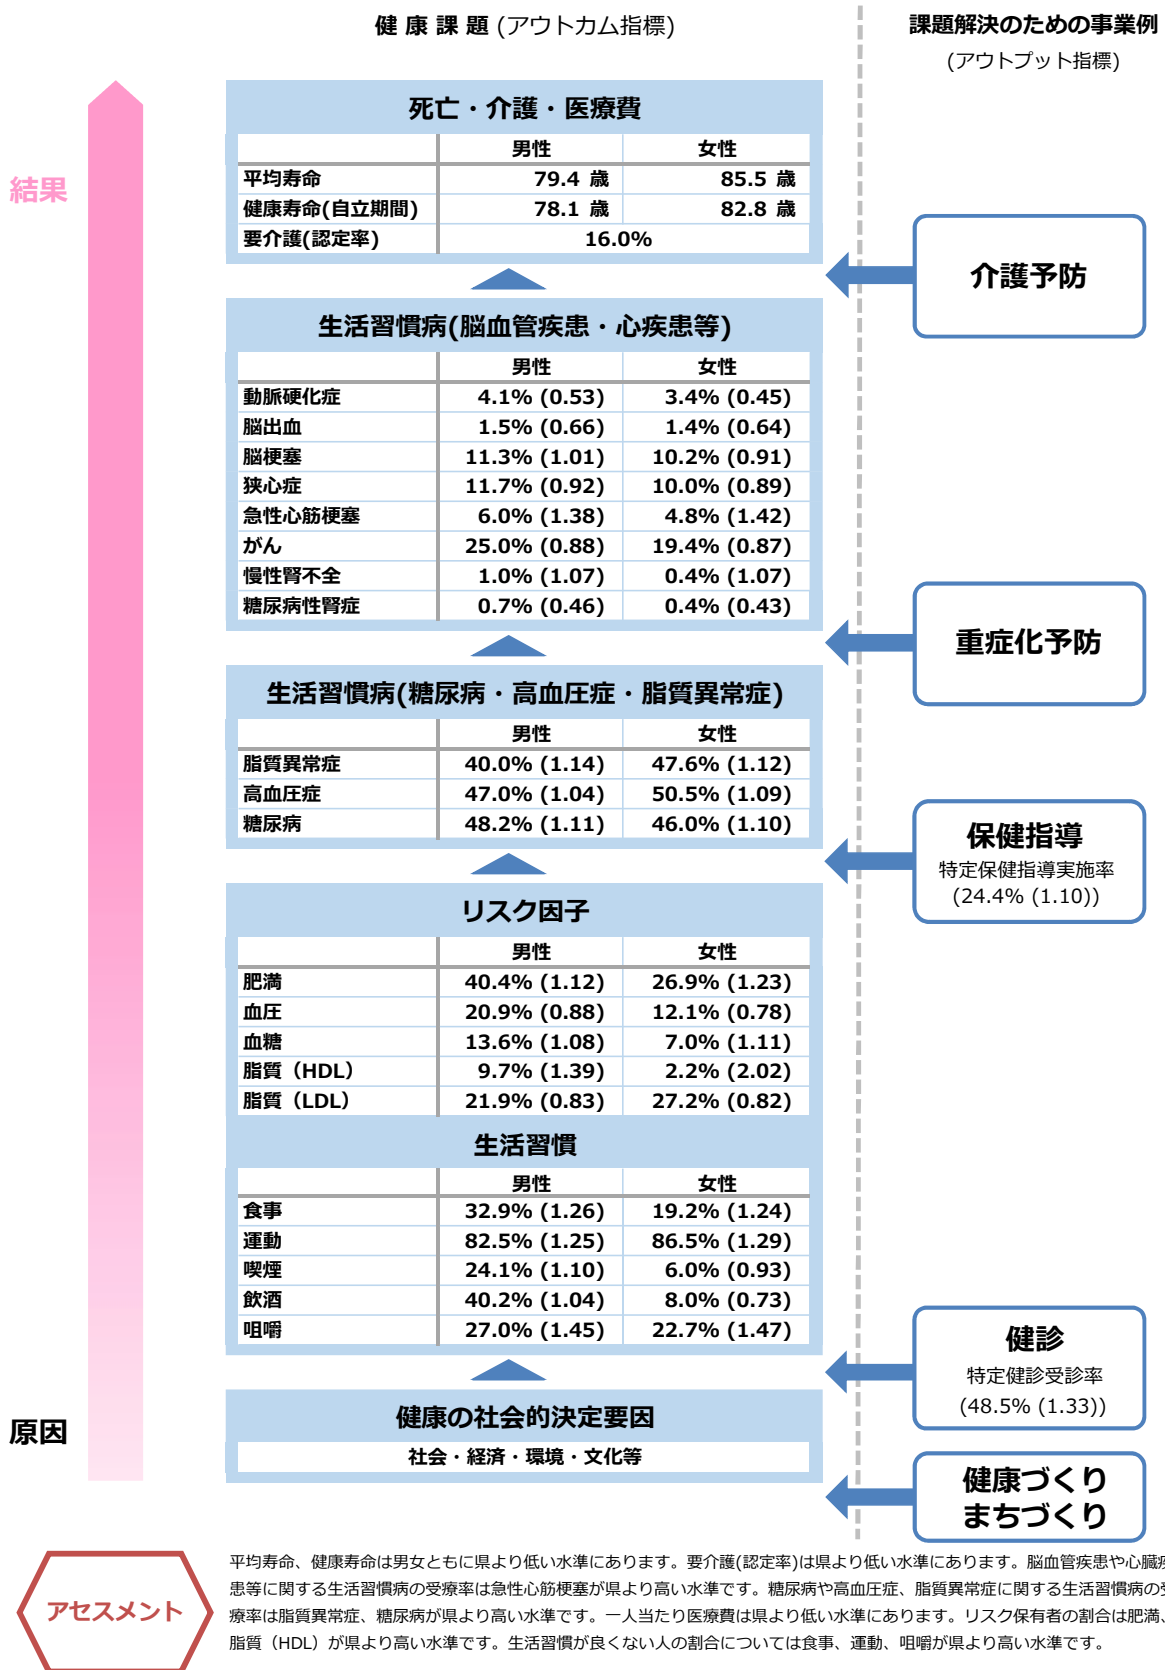 健 康 課 題 (アウトカム指標)
課題解決のための事業例
(アウトプット指標)
結果
死亡・介護・医療費
男性 女性
平均寿命 79.4 歳 85.5 歳
健康寿命(自立期間) 78.1 歳 82.8 歳
要介護(認定率) 16.0%
介護予防
生活習慣病(脳血管疾患・心疾患等)
男性 女性
動脈硬化症 4.1% (0.53) 3.4% (0.45)
脳出血 1.5% (0.66) 1.4% (0.64)
脳梗塞 11.3% (1.01) 10.2% (0.91)
狭心症 11.7% (0.92) 10.0% (0.89)
急性心筋梗塞 6.0% (1.38) 4.8% (1.42)
がん 25.0% (0.88) 19.4% (0.87)
慢性腎不全 1.0% (1.07) 0.4% (1.07)
糖尿病性腎症 0.7% (0.46) 0.4% (0.43)
重症化予防
生活習慣病(糖尿病・高血圧症・脂質異常症)
男性 女性
脂質異常症 40.0% (1.14) 47.6% (1.12)
高血圧症 47.0% (1.04) 50.5% (1.09)
糖尿病 48.2% (1.11) 46.0% (1.10)
保健指導
特定保健指導実施率
(24.4% (1.10))
リスク因子
男性 女性
肥満 40.4% (1.12) 26.9% (1.23)
血圧 20.9% (0.88) 12.1% (0.78)
血糖 13.6% (1.08) 7.0% (1.11)
脂質（HDL） 9.7% (1.39) 2.2% (2.02)
脂質（LDL） 21.9% (0.83) 27.2% (0.82)
生活習慣
男性 女性
食事 32.9% (1.26) 19.2% (1.24)
運動 82.5% (1.25) 86.5% (1.29)
喫煙 24.1% (1.10) 6.0% (0.93)
飲酒 40.2% (1.04) 8.0% (0.73)
咀嚼 27.0% (1.45) 22.7% (1.47)
健診
特定健診受診率
(48.5% (1.33))
原因
健康の社会的決定要因
社会・経済・環境・文化等
健康づくり
まちづくり
アセスメント
平均寿命、健康寿命は男女ともに県より低い水準にあります。要介護(認定率)は県より低い水準にあります。脳血管疾患や心臓疾
患等に関する生活習慣病の受療率は急性心筋梗塞が県より高い水準です。糖尿病や高血圧症、脂質異常症に関する生活習慣病の受
療率は脂質異常症、糖尿病が県より高い水準です。一人当たり医療費は県より低い水準にあります。リスク保有者の割合は肥満、
脂質（HDL）が県より高い水準です。生活習慣が良くない人の割合については食事、運動、咀嚼が県より高い水準です。